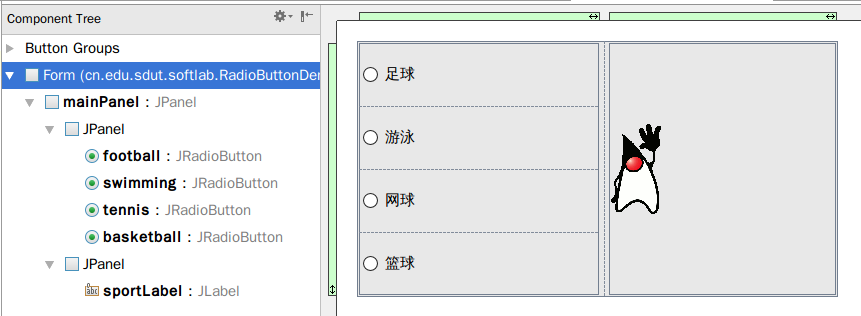 Component Tree
Button Groups
Form (cn.edu.sdut.softlab.RadioButtonDer
mainPanel : JPanel
JPanel
football : JRadioButton
swimming : JRadioButton
tennis : JRadioButton
basketball : JRadioButton
JPanel
abc sportLabel : JLabel
足球
游泳
网球
篮球